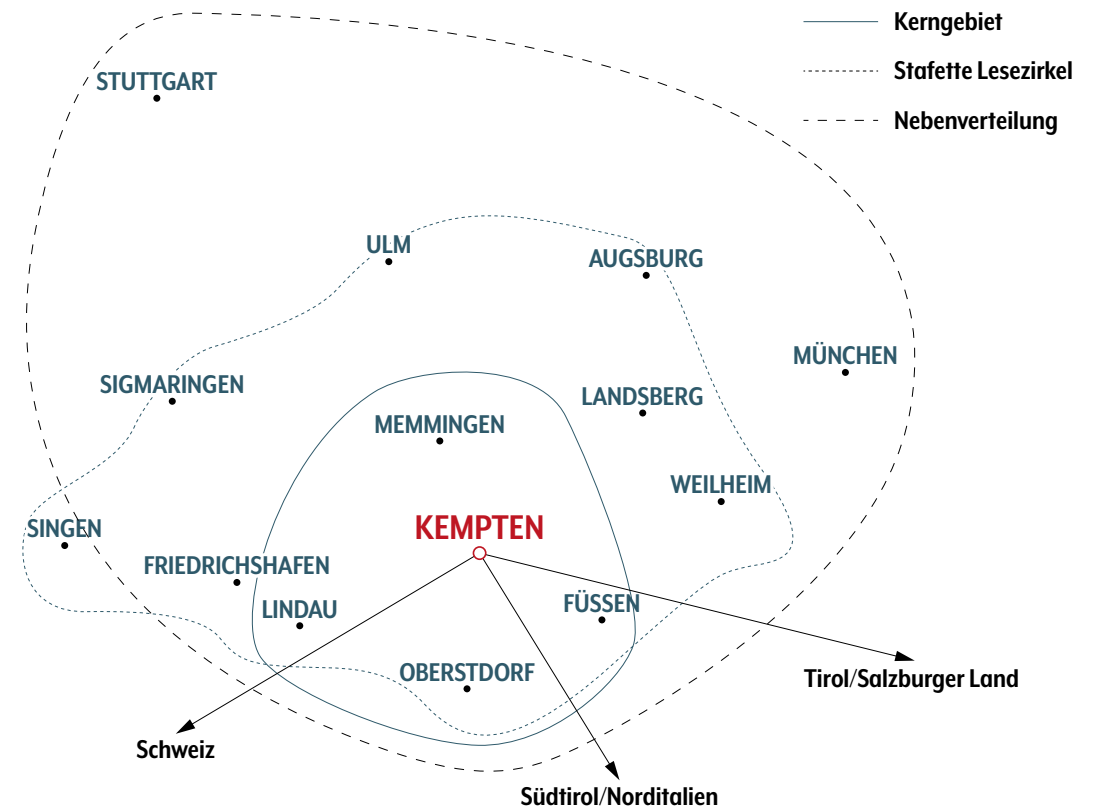 Kerngebiet
Stafette Lesezirkel
Nebenverteilung
STUTTGART
ULM
AUGSBURG
MÜNCHEN
SIGMARINGEN
LANDSBERG
MEMMINGEN
WEILHEIM
KEMPTEN
SINGEN
FRIEDRICHSHAFEN
LINDAU
FÜSSEN
OBERSTDORF
Tirol/Salzburger Land
Schweiz
Südtirol/Norditalien